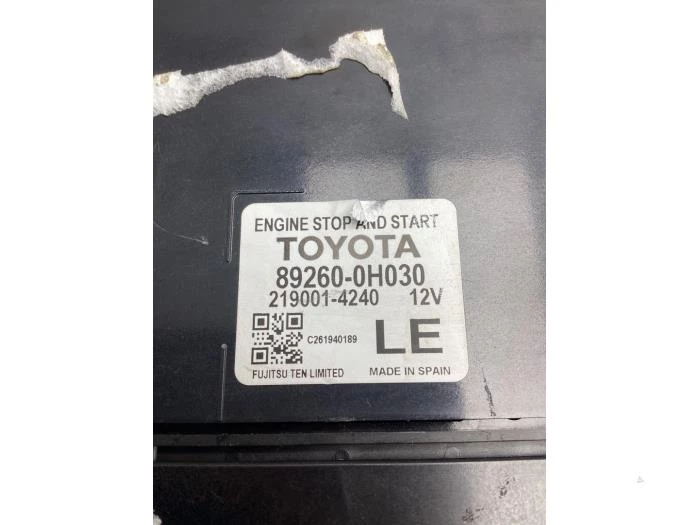 ENGINE STOP AND START
TOYOTA
89260-0H030
219001-4240 12V
C261940189
LE
FUJITSU TEN LIMITED MADE IN SPAIN